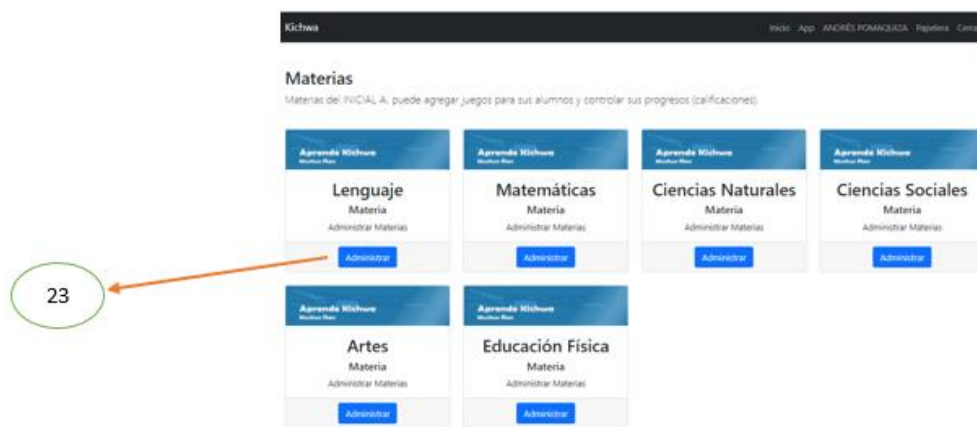 Kichwa Inicio App ANDRÉS POMAQUIZA Papelera Cerra
Materias
Materias del INICIAL A, puede agregar juegos para sus alumnos y controlar sus progresos (calificaciones).
Aprende Kichwa Aprende Kichwa Aprende Kichwa Aprende Kichwa
Lenguaje Matemáticas Ciencias Naturales Ciencias Sociales
Materia Materia Materia Materia
Administrar Materias Administrar Materias Administrar Materias Administrar Materias
Administrar Administrar Administrar Administrar
23
Aprende Kichwa Aprende Kichwa
Artes Educación Física
Materia Materia
Administrar Materias Administrar Materias
Administrar Administrar